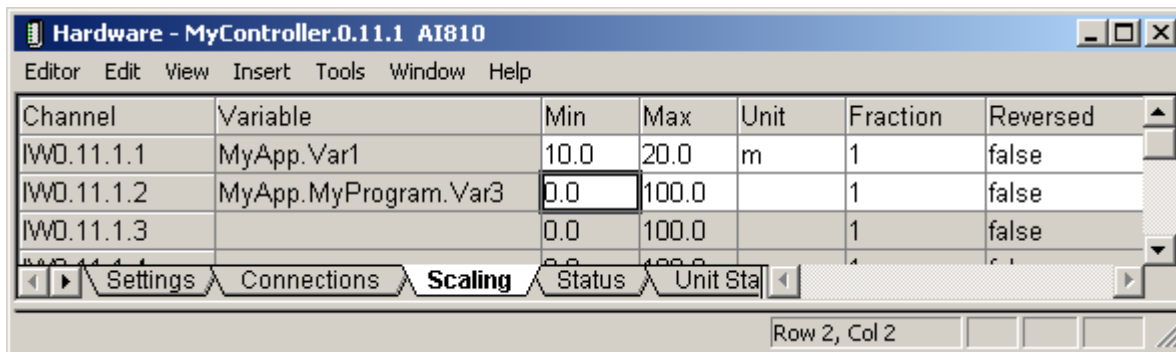 Hardware - MyController.0.11.1 AI810
Editor Edit View Insert Tools Window Help
Channel Variable Min Max Unit Fraction Reversed
IW0.11.1.1 MyApp.Var1 10.0 20.0 m 1 false
IW0.11.1.2 MyApp.MyProgram.Var3 0.0 100.0 1 false
IW0.11.1.3 0.0 100.0 1 false
Settings Connections Scaling Status Unit Sta
Row 2, Col 2